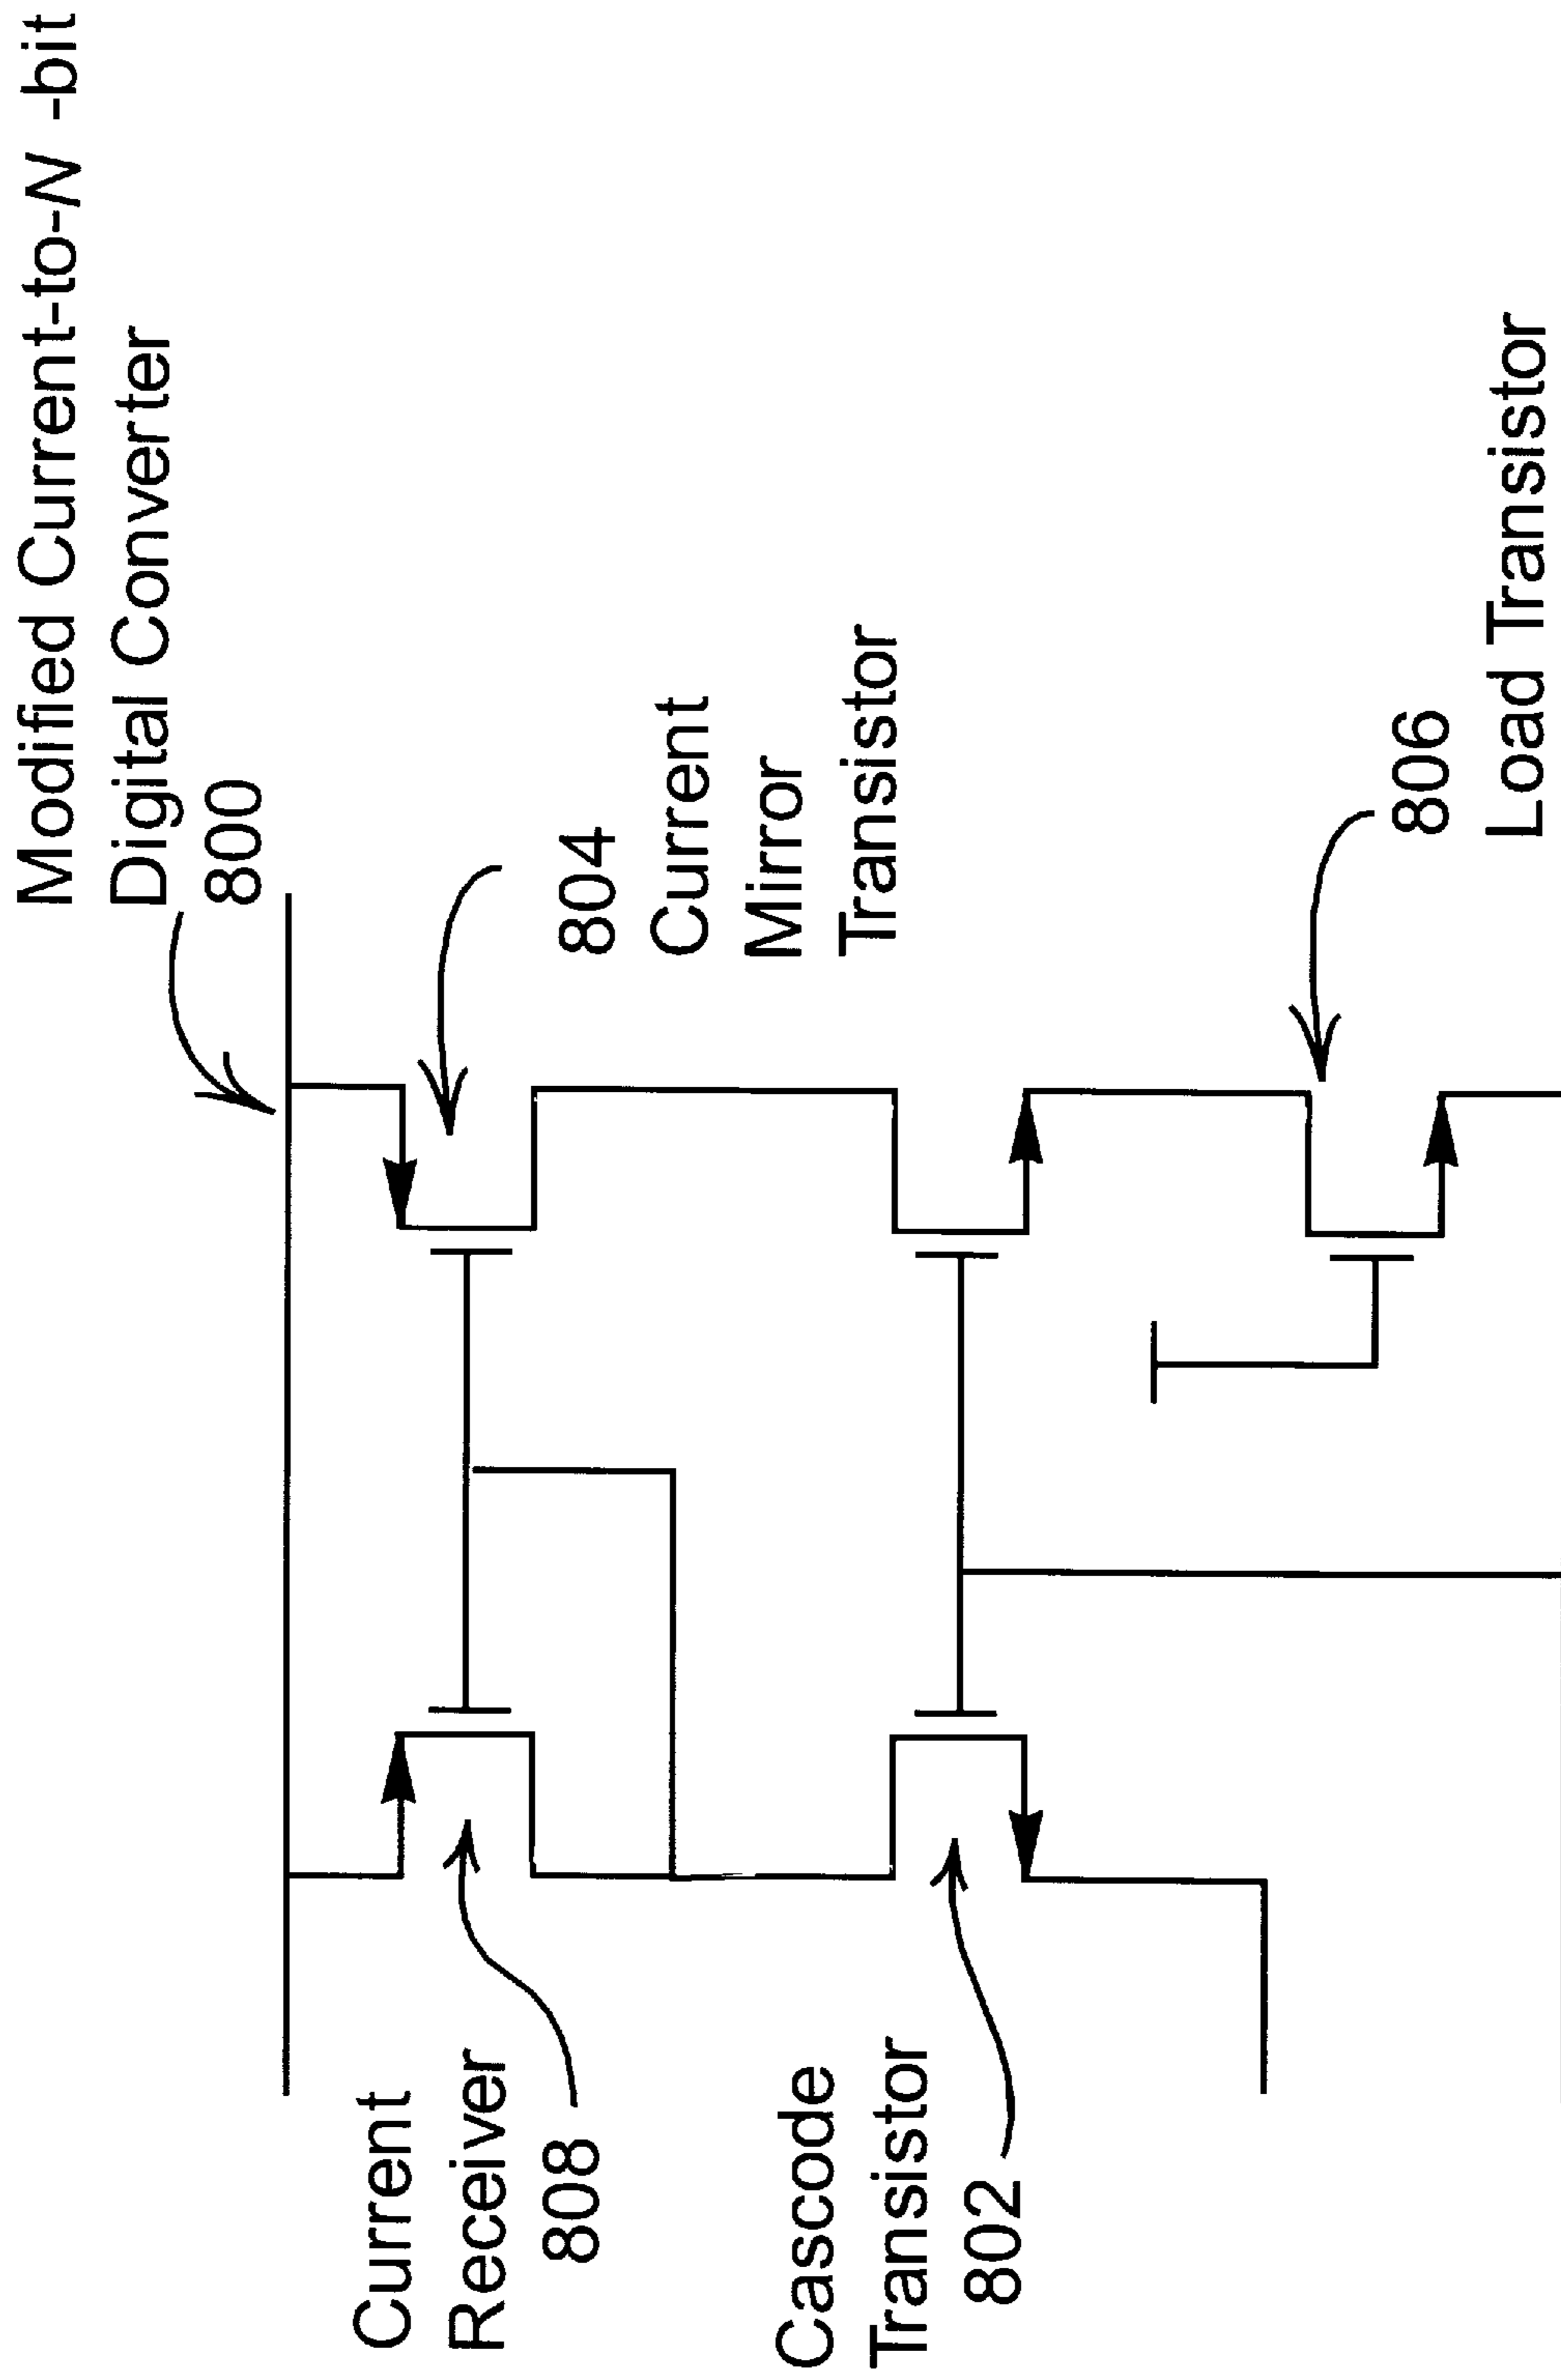 Modified Current-to-N -bit
Digital Converter
800
804
Current
Mirror
Transistor
806
Load Transistor
Current
Receiver
808
Cascode
Transistor
802